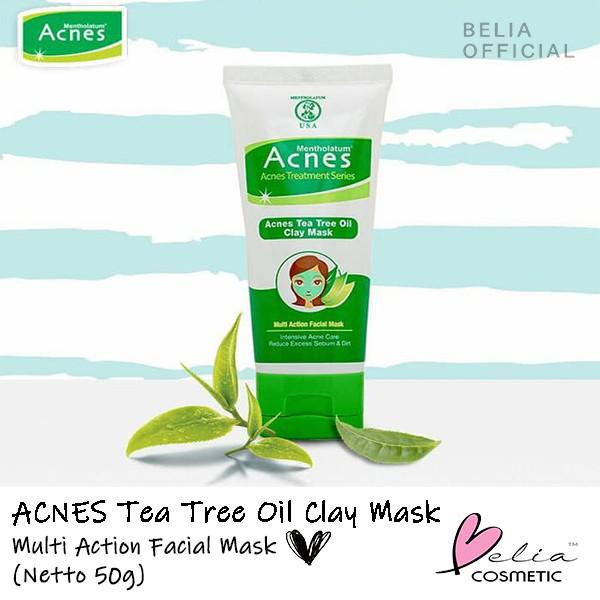 Mentholatum®
Acnes
BELIA
OFFICIAL
MENTHOLATUM
USA
Mentholatum®
Acnes
Acnes Treatment Series
Acnes Tea Tree Oil
Clay Mask
Multi Action Facial Mask
Intensive Acne Care
Reduce Excess Sebum & Dirt
ACNES Tea Tree Oil Clay Mask
Multi Action Facial Mask
(Netto 50g)
Belia™
COSMETIC